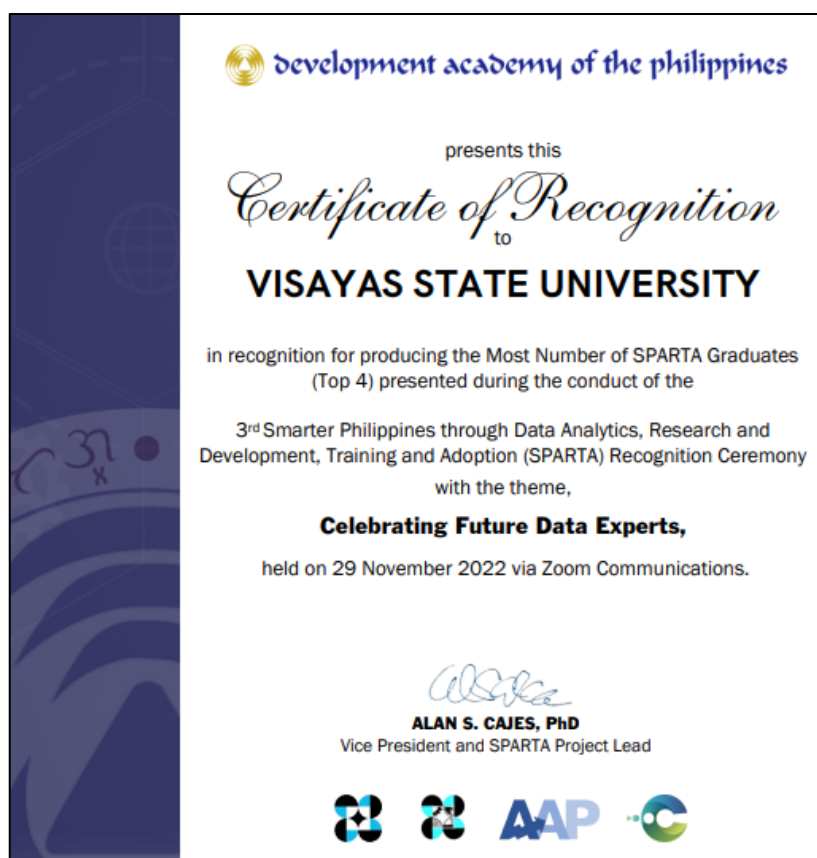 development academy of the philippines
presents this
Certificate of Recognition
to
VISAYAS STATE UNIVERSITY
in recognition for producing the Most Number of SPARTA Graduates
(Top 4) presented during the conduct of the
3rd Smarter Philippines through Data Analytics, Research and
Development, Training and Adoption (SPARTA) Recognition Ceremony
with the theme,
Celebrating Future Data Experts,
held on 29 November 2022 via Zoom Communications.
ALAN S. CAJES, PhD
Vice President and SPARTA Project Lead
AAP